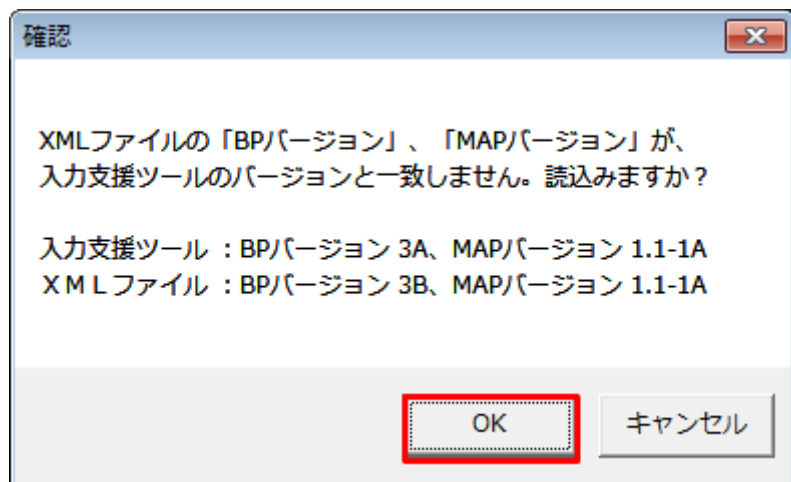 確認
XMLファイルの「BPバージョン」、「MAPバージョン」が、
入力支援ツールのバージョンと一致しません。読込みますか？
入力支援ツール ：BPバージョン 3A、MAPバージョン 1.1-1A
ＸＭＬファイル ：BPバージョン 3B、MAPバージョン 1.1-1A
OK
キャンセル